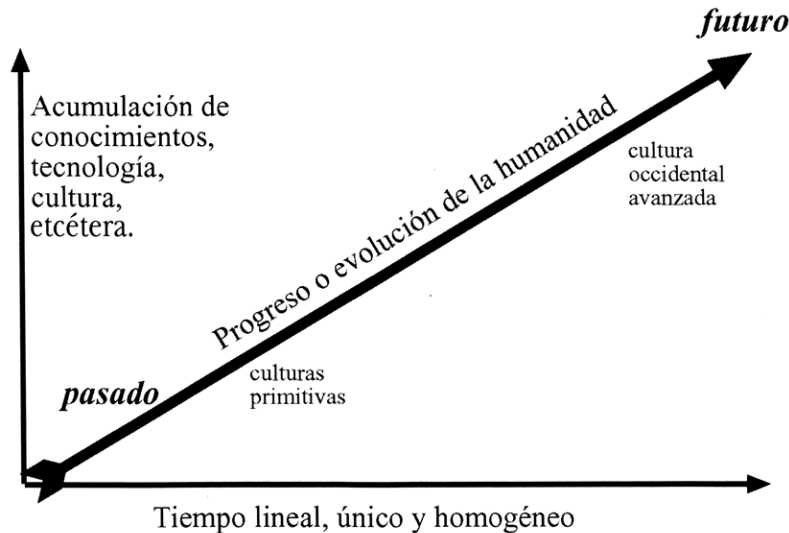 futuro
Acumulación de
conocimientos,
tecnología,
cultura,
etcétera.
Progreso o evolución de la humanidad
cultura
occidental
avanzada
pasado
culturas
primitivas
Tiempo lineal, único y homogéneo